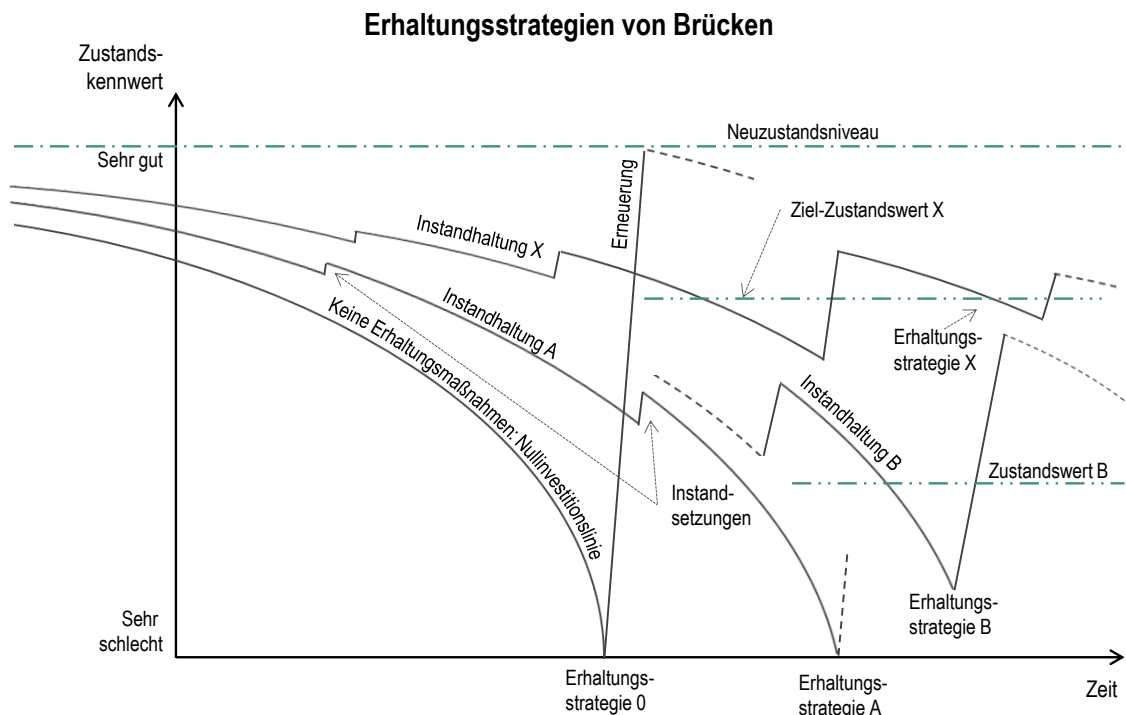 Erhaltungsstrategien von Brücken
Zustands-
kennwert
Neuzustandsniveau
Sehr gut
Erneuerung
Ziel-Zustandswert X
Instandhaltung X
Instandhaltung A
Keine Erhaltungsmaßnahmen: Nullinvestitionslinie
Erhaltungs-
strategie X
Instandhaltung B
Zustandswert B
Instand-
setzungen
Erhaltungs-
strategie B
Sehr
schlecht
Erhaltungs-
strategie 0
Erhaltungs-
strategie A
Zeit